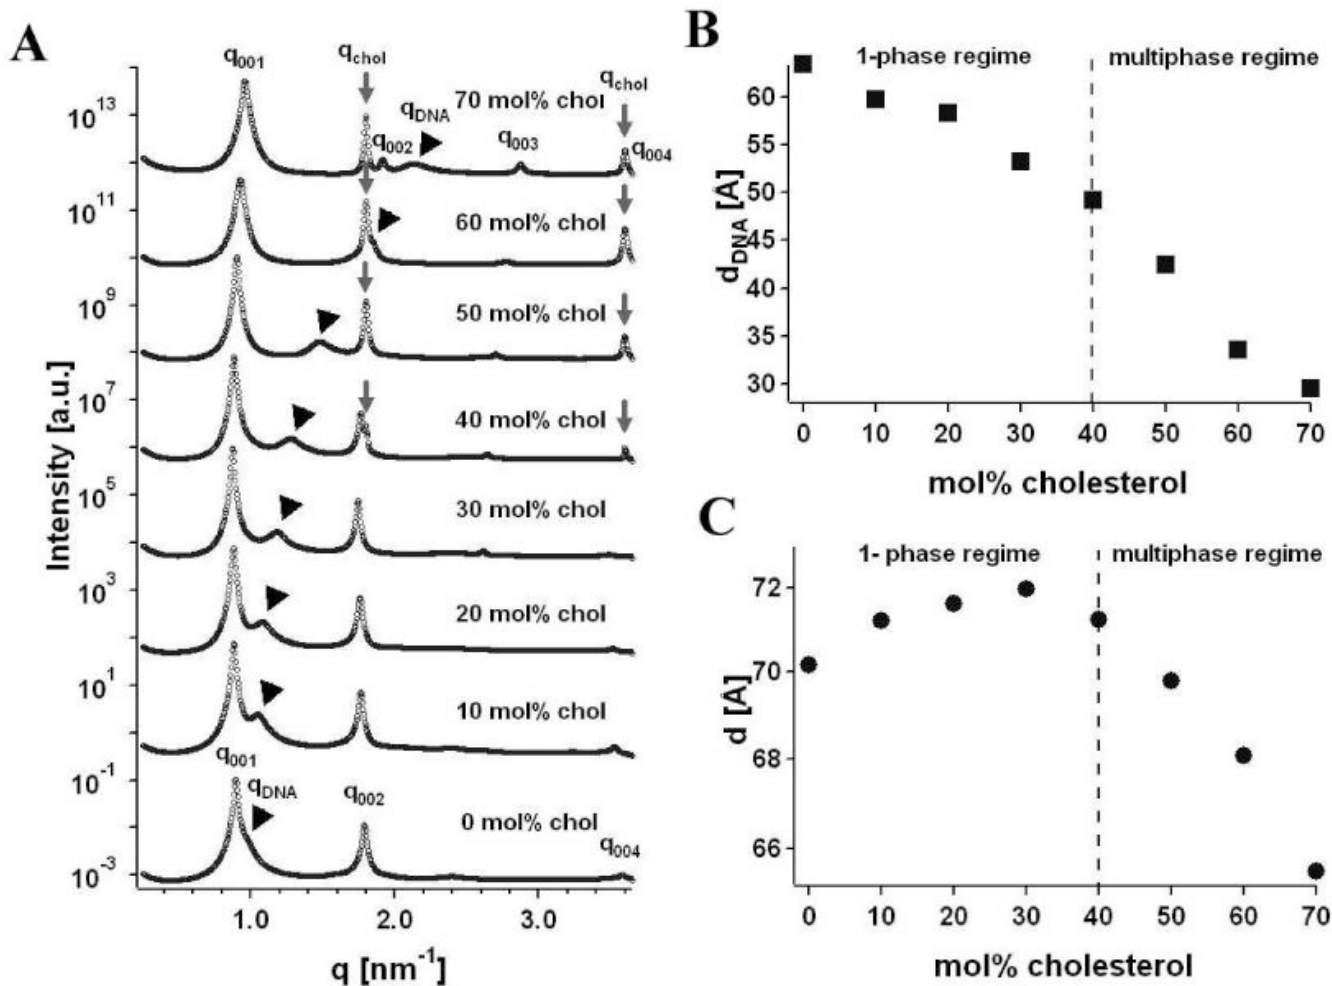 A
q001
qchol
70 mol% chol
qDNA
q002
q003
qchol
q004
60 mol% chol
50 mol% chol
40 mol% chol
30 mol% chol
20 mol% chol
10 mol% chol
q001
qDNA
q002
0 mol% chol
q004
10^13
10^11
10^9
10^7
10^5
10^3
10^1
10^-1
10^-3
Intensity [a.u.]
1.0 2.0 3.0
q [nm^-1]
B
1-phase regime
multiphase regime
60
55
50
45
40
35
30
dDNA [Å]
0 10 20 30 40 50 60 70
mol% cholesterol
C
1- phase regime
multiphase regime
72
70
68
66
d [Å]
0 10 20 30 40 50 60 70
mol% cholesterol